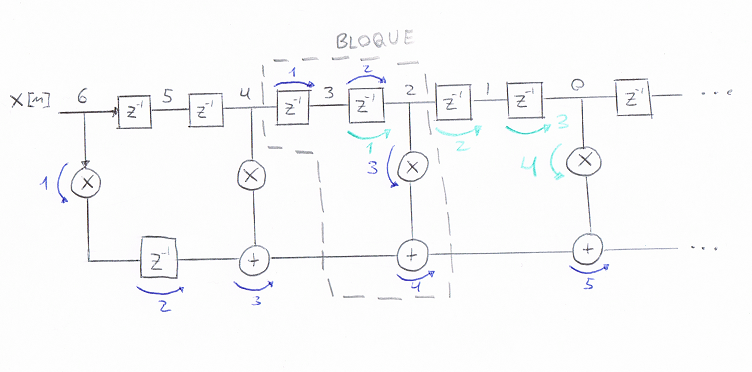 BLOQUE
X[n] 6 z⁻¹ 5 z⁻¹ 4 1 z⁻¹ 3 2 z⁻¹ 2 z⁻¹ 1 z⁻¹ 0 z⁻¹ ...
1 2 3
1 X X 3 X 4 X
z⁻¹ + + + ...
2 3 4 5